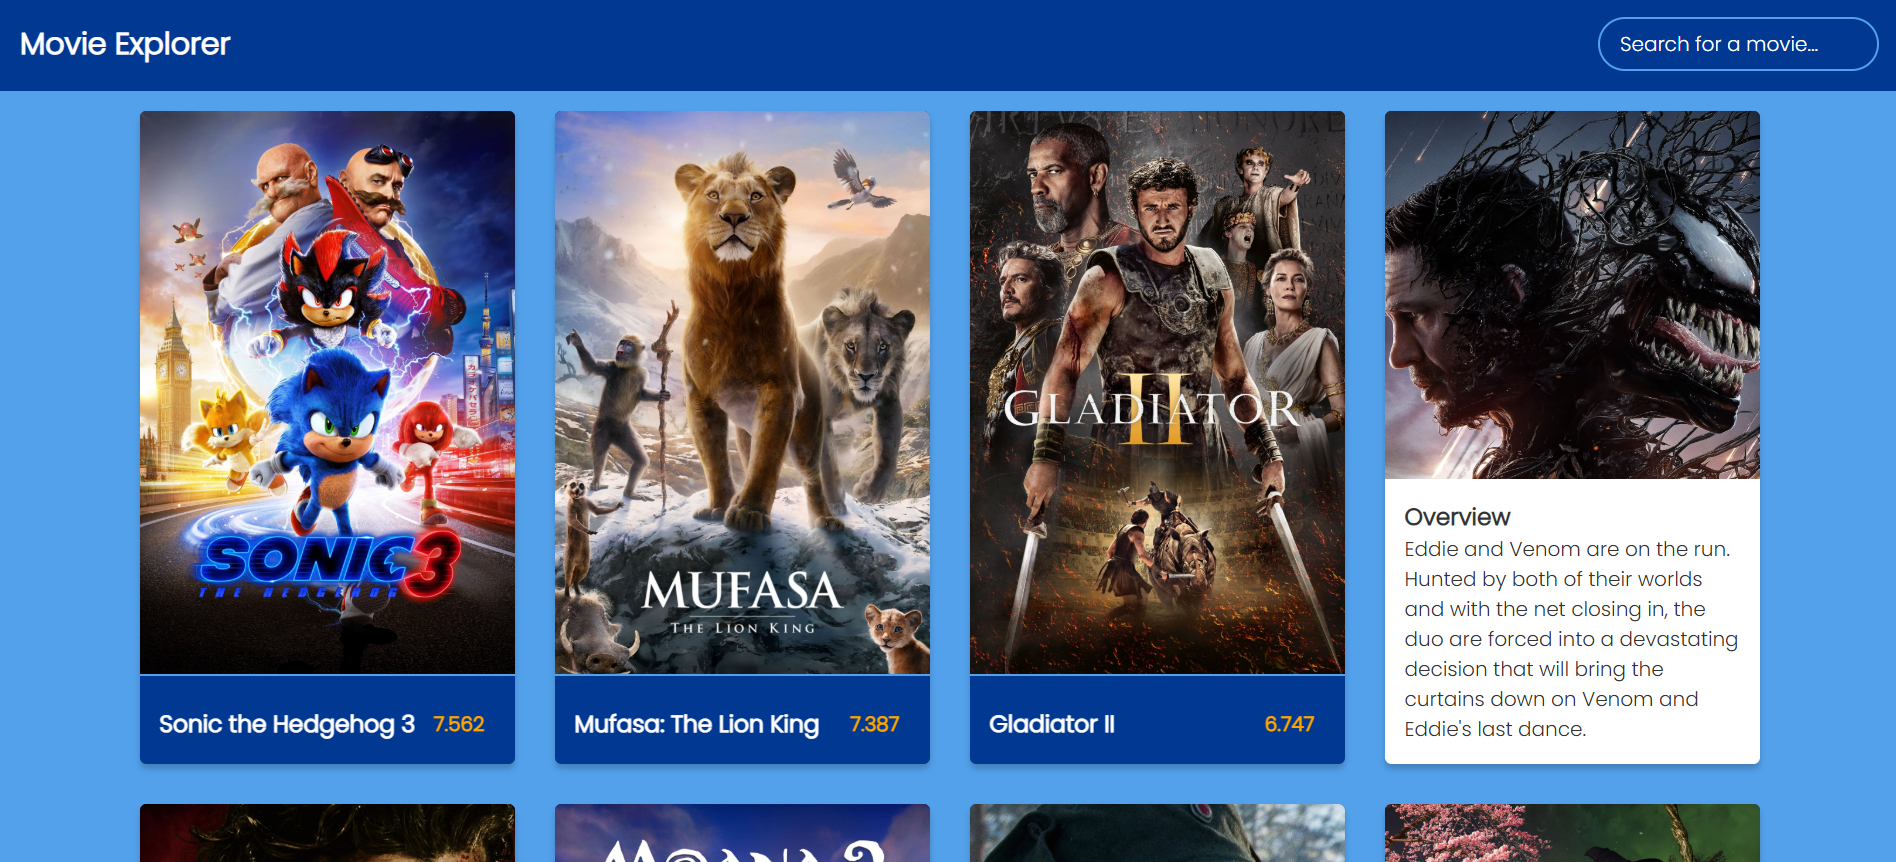 Movie Explorer
Search for a movie...
SONIC 3
THE HEDGEHOG
MUFASA
THE LION KING
GLADIATOR
II
Sonic the Hedgehog 3 7.562
Mufasa: The Lion King 7.387
Gladiator II 6.747
Overview
Eddie and Venom are on the run.
Hunted by both of their worlds
and with the net closing in, the
duo are forced into a devastating
decision that will bring the
curtains down on Venom and
Eddie's last dance.